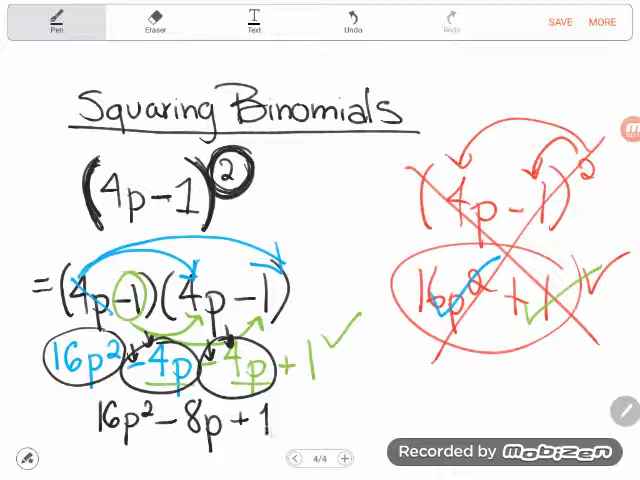 Pen Eraser Text Undo Redo SAVE MORE
Squaring Binomials
(4p-1)²
= (4p-1)(4p-1)
16p² -4p -4p +1 ✓
16p² - 8p + 1
(4p-1)²
16p² + 1 ✓
4/4
Recorded by Mobizen